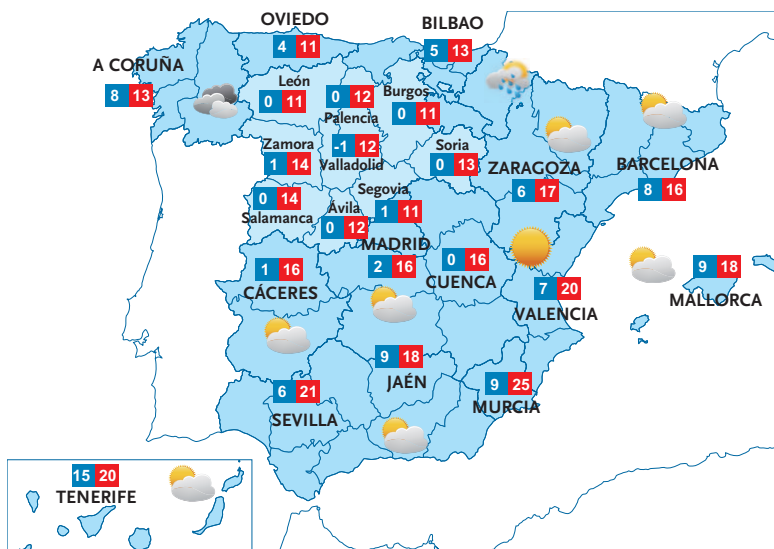 OVIEDO
4 11
BILBAO
5 13
A CORUÑA
8 13
León
0 11
0 12
Palencia
Burgos
0 11
Zamora
1 14
-1 12
Valladolid
Soria
0 13
ZARAGOZA
6 17
BARCELONA
8 16
0 14
Salamanca
Ávila
0 12
Segovia
1 11
MADRID
2 16
0 16
CUENCA
1 16
CÁCERES
7 20
VALENCIA
9 18
MALLORCA
9 18
JAÉN
6 21
SEVILLA
9 25
MURCIA
15 20
TENERIFE